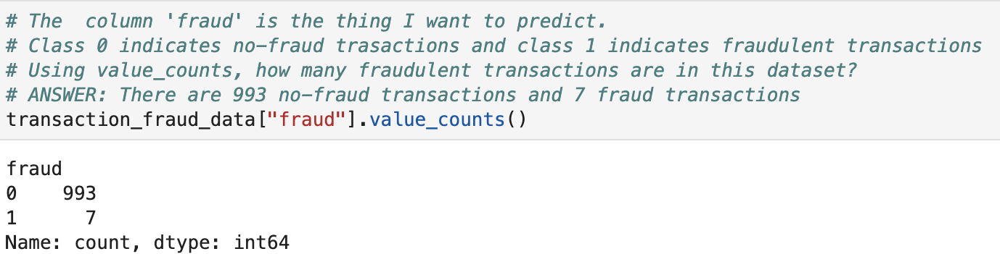 # The  column 'fraud' is the thing I want to predict.
# Class 0 indicates no-fraud trasactions and class 1 indicates fraudulent transactions
# Using value_counts, how many fraudulent transactions are in this dataset?
# ANSWER: There are 993 no-fraud transactions and 7 fraud transactions
transaction_fraud_data["fraud"].value_counts()
fraud
0    993
1      7
Name: count, dtype: int64